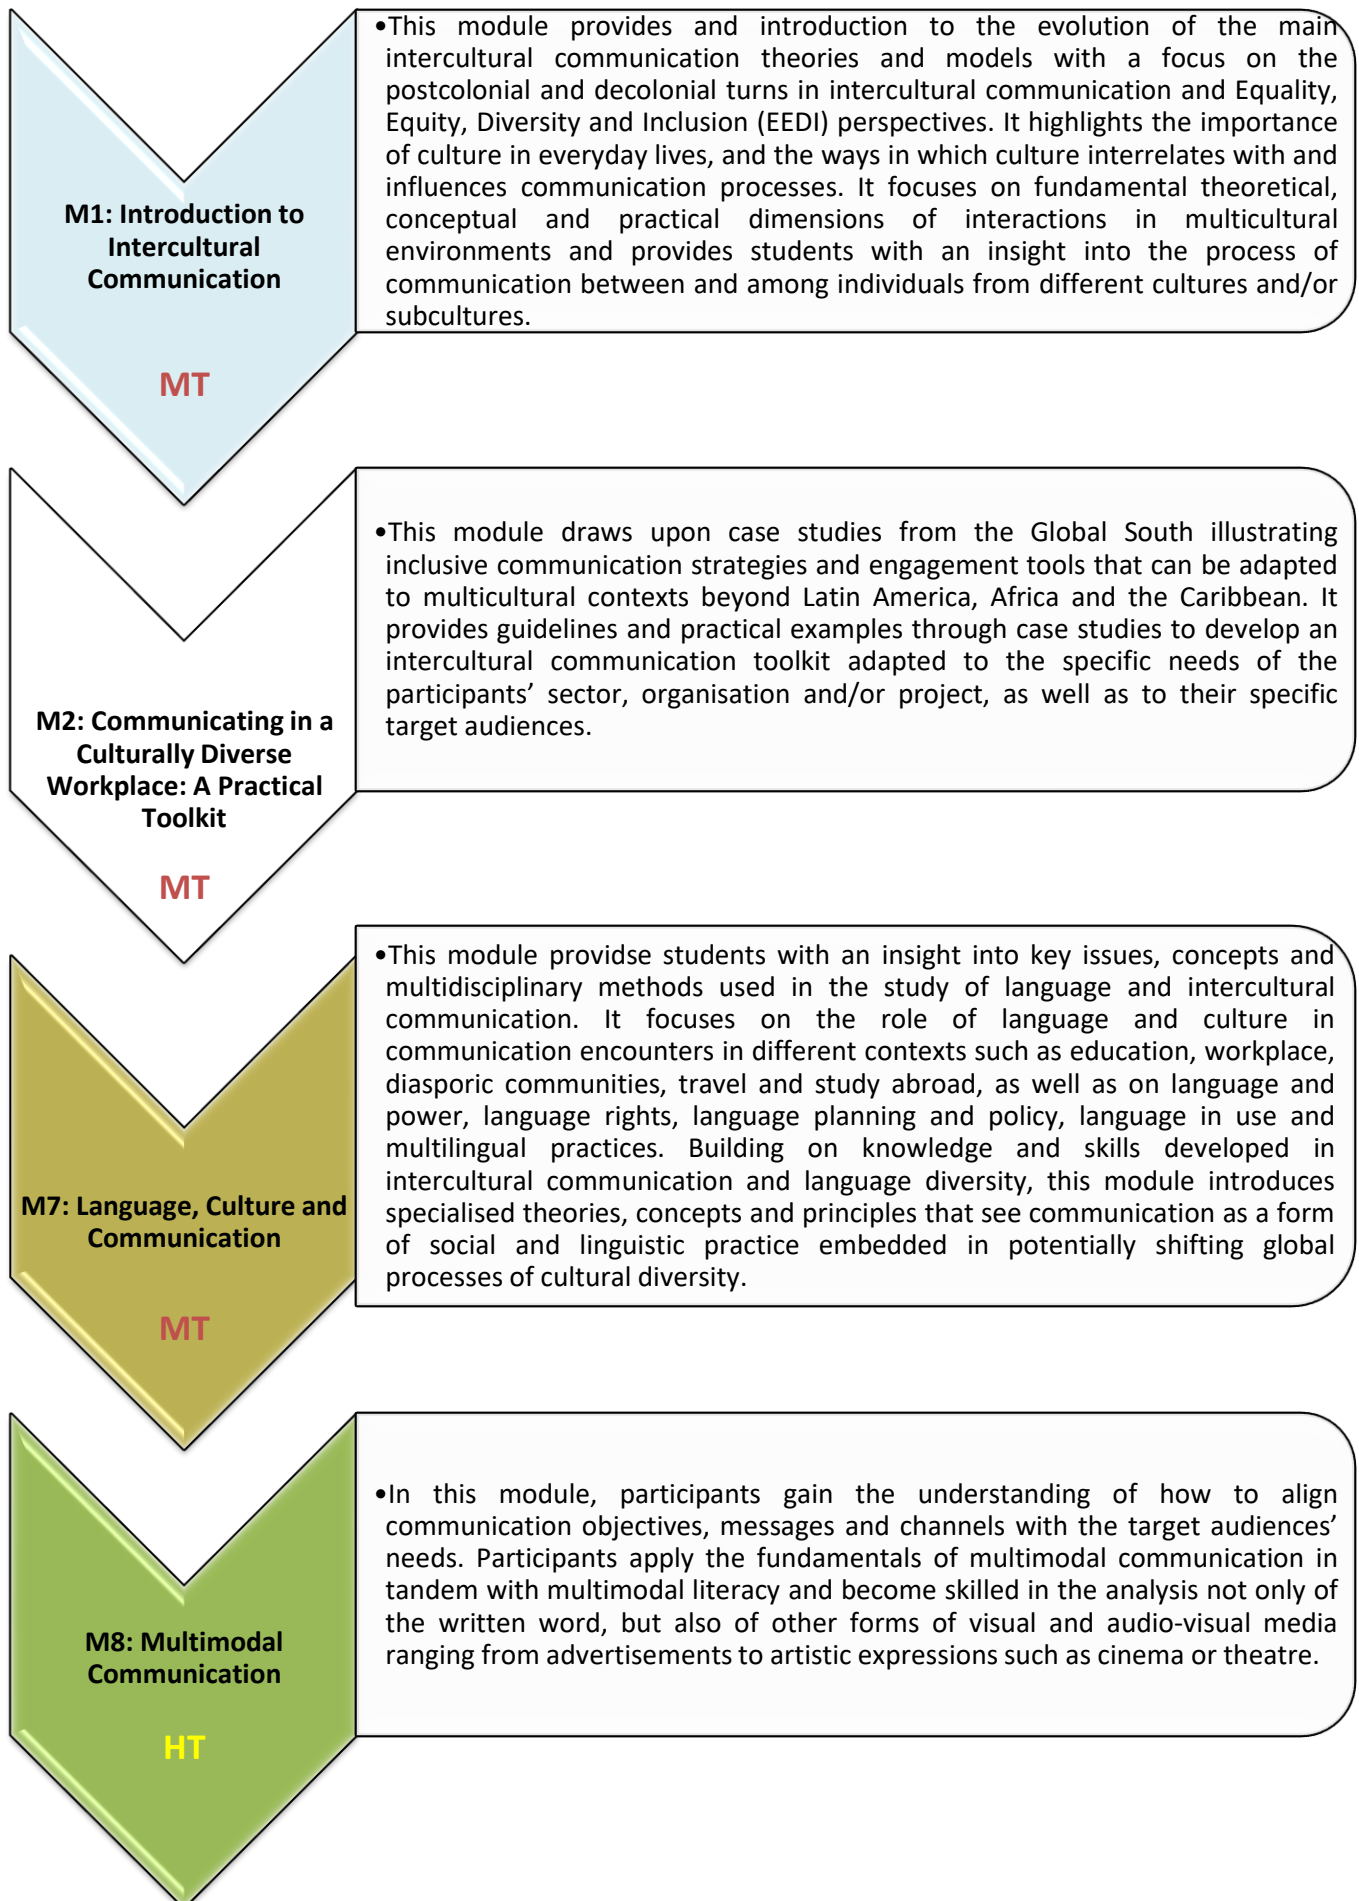 M1: Introduction to
Intercultural
Communication
MT
•This module provides and introduction to the evolution of the main
intercultural communication theories and models with a focus on the
postcolonial and decolonial turns in intercultural communication and Equality,
Equity, Diversity and Inclusion (EEDI) perspectives. It highlights the importance
of culture in everyday lives, and the ways in which culture interrelates with and
influences communication processes. It focuses on fundamental theoretical,
conceptual and practical dimensions of interactions in multicultural
environments and provides students with an insight into the process of
communication between and among individuals from different cultures and/or
subcultures.
M2: Communicating in a
Culturally Diverse
Workplace: A Practical
Toolkit
MT
•This module draws upon case studies from the Global South illustrating
inclusive communication strategies and engagement tools that can be adapted
to multicultural contexts beyond Latin America, Africa and the Caribbean. It
provides guidelines and practical examples through case studies to develop an
intercultural communication toolkit adapted to the specific needs of the
participants’ sector, organisation and/or project, as well as to their specific
target audiences.
M7: Language, Culture and
Communication
MT
•This module providse students with an insight into key issues, concepts and
multidisciplinary methods used in the study of language and intercultural
communication. It focuses on the role of language and culture in
communication encounters in different contexts such as education, workplace,
diasporic communities, travel and study abroad, as well as on language and
power, language rights, language planning and policy, language in use and
multilingual practices. Building on knowledge and skills developed in
intercultural communication and language diversity, this module introduces
specialised theories, concepts and principles that see communication as a form
of social and linguistic practice embedded in potentially shifting global
processes of cultural diversity.
M8: Multimodal
Communication
HT
•In this module, participants gain the understanding of how to align
communication objectives, messages and channels with the target audiences’
needs. Participants apply the fundamentals of multimodal communication in
tandem with multimodal literacy and become skilled in the analysis not only of
the written word, but also of other forms of visual and audio-visual media
ranging from advertisements to artistic expressions such as cinema or theatre.